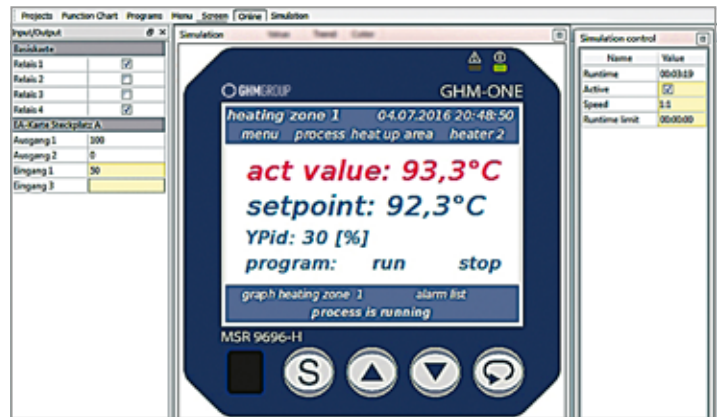 Projects Function Chart Programs Menu Screen Online Simulation
Input/Output
Basiskarte
Relais 1
Relais 2
Relais 3
Relais 4
EA-Karte Steckplatz A
Ausgang 1 100
Ausgang 2 0
Eingang 1 50
Eingang 3
Simulation
GHMGROUP GHM-ONE
heating zone 1 04.07.2016 20:48:50
menu process heat up area heater 2
act value: 93,3°C
setpoint: 92,3°C
YPid: 30 [%]
program: run stop
graph heating zone 1 alarm list
process is running
MSR 9696-H
S
Simulation control
Name Value
Runtime 00:03:19
Active
Speed 1:1
Runtime limit 00:00:00